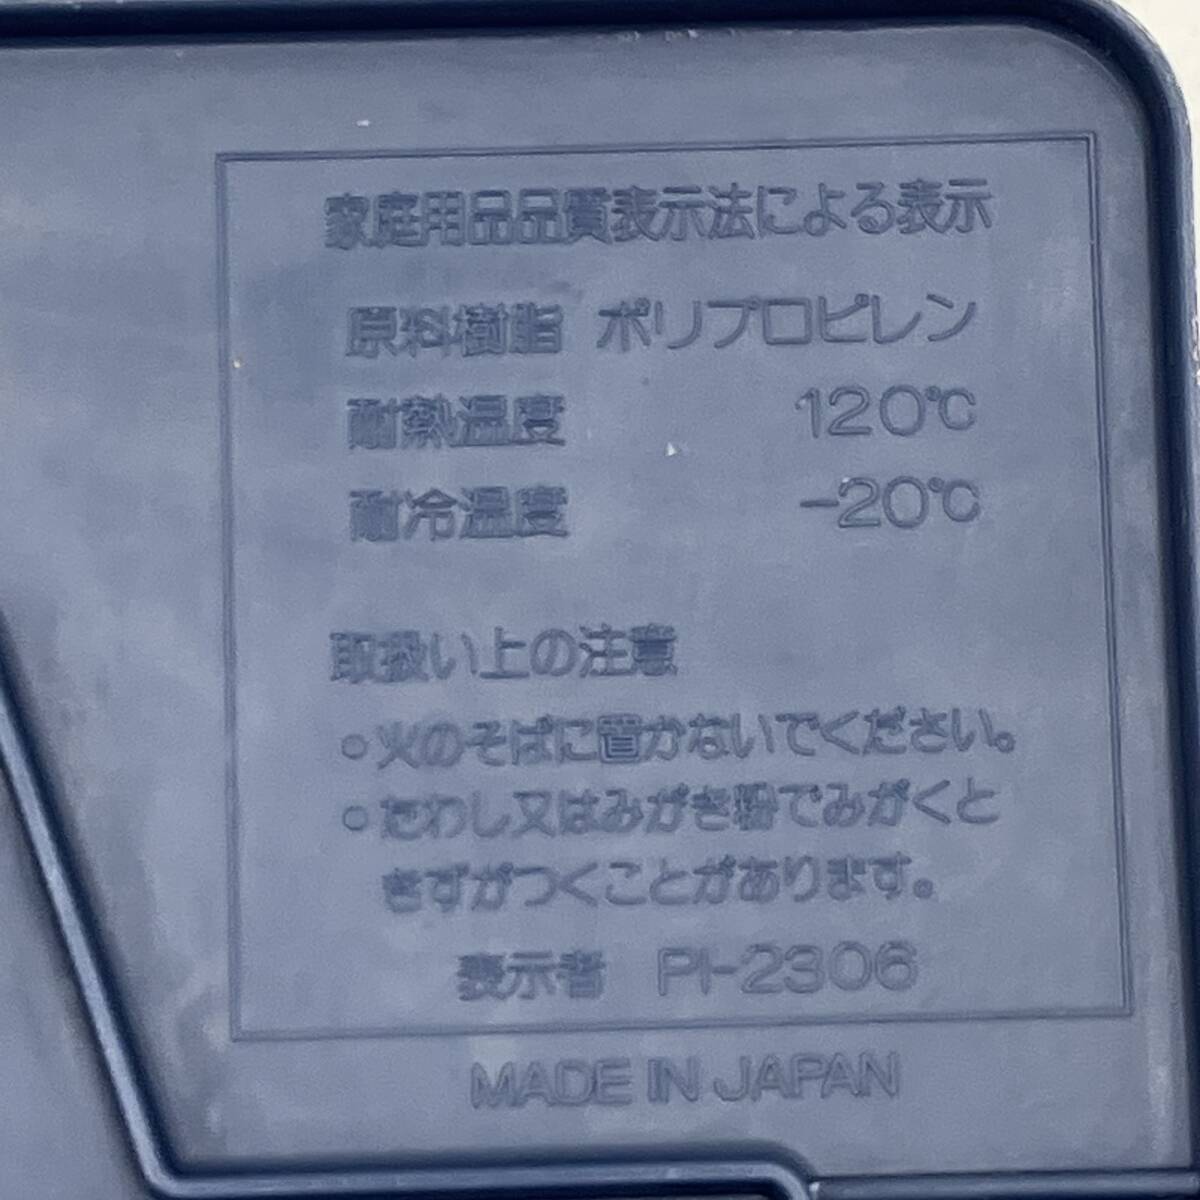 家庭用品品質表示法による表示
原料樹脂 ポリプロピレン
耐熱温度 120℃
耐冷温度 -20℃
取扱い上の注意
○火のそばに置かないでください。
○たわし又はみがき粉でみがくと
きずがつくことがあります。
表示者 PI-2306
MADE IN JAPAN